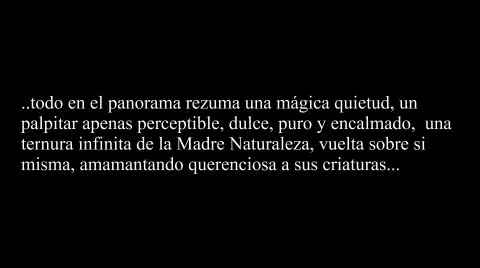 ..todo en el panorama rezuma una mágica quietud, un
palpitar apenas perceptible, dulce, puro y encalmado,  una
ternura infinita de la Madre Naturaleza, vuelta sobre si
misma, amamantando querenciosa a sus criaturas...